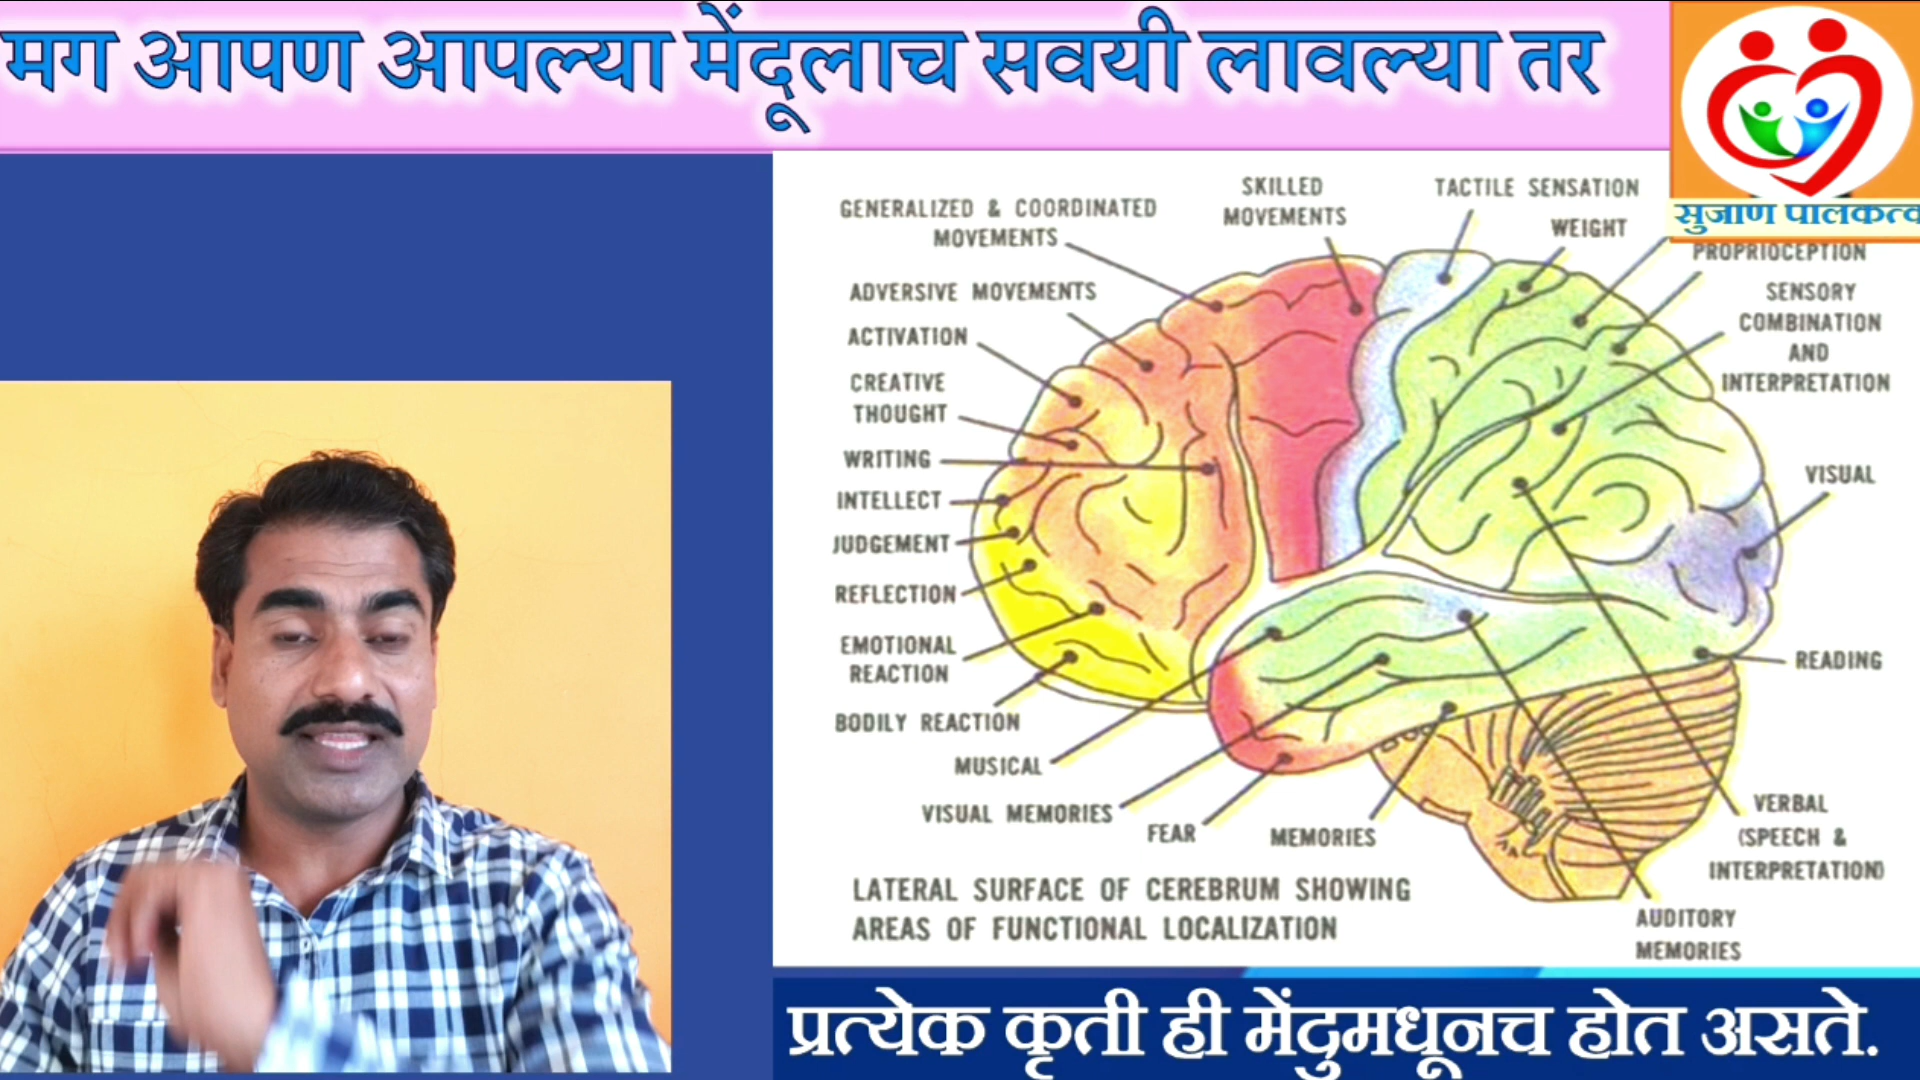 मग आपण आपल्या मेंदूलाच सवयी लावल्या तर
सुजाण पालकत्व
GENERALIZED & COORDINATED
MOVEMENTS
SKILLED
MOVEMENTS
TACTILE SENSATION
WEIGHT
PROPRIOCEPTION
ADVERSIVE MOVEMENTS
ACTIVATION
CREATIVE
THOUGHT
WRITING
INTELLECT
JUDGEMENT
REFLECTION
EMOTIONAL
REACTION
BODILY REACTION
MUSICAL
VISUAL MEMORIES
FEAR
MEMORIES
SENSORY
COMBINATION
AND
INTERPRETATION
VISUAL
READING
VERBAL
(SPEECH &
INTERPRETATION)
AUDITORY
MEMORIES
LATERAL SURFACE OF CEREBRUM SHOWING
AREAS OF FUNCTIONAL LOCALIZATION
प्रत्येक कृती ही मेंदुमधूनच होत असते.